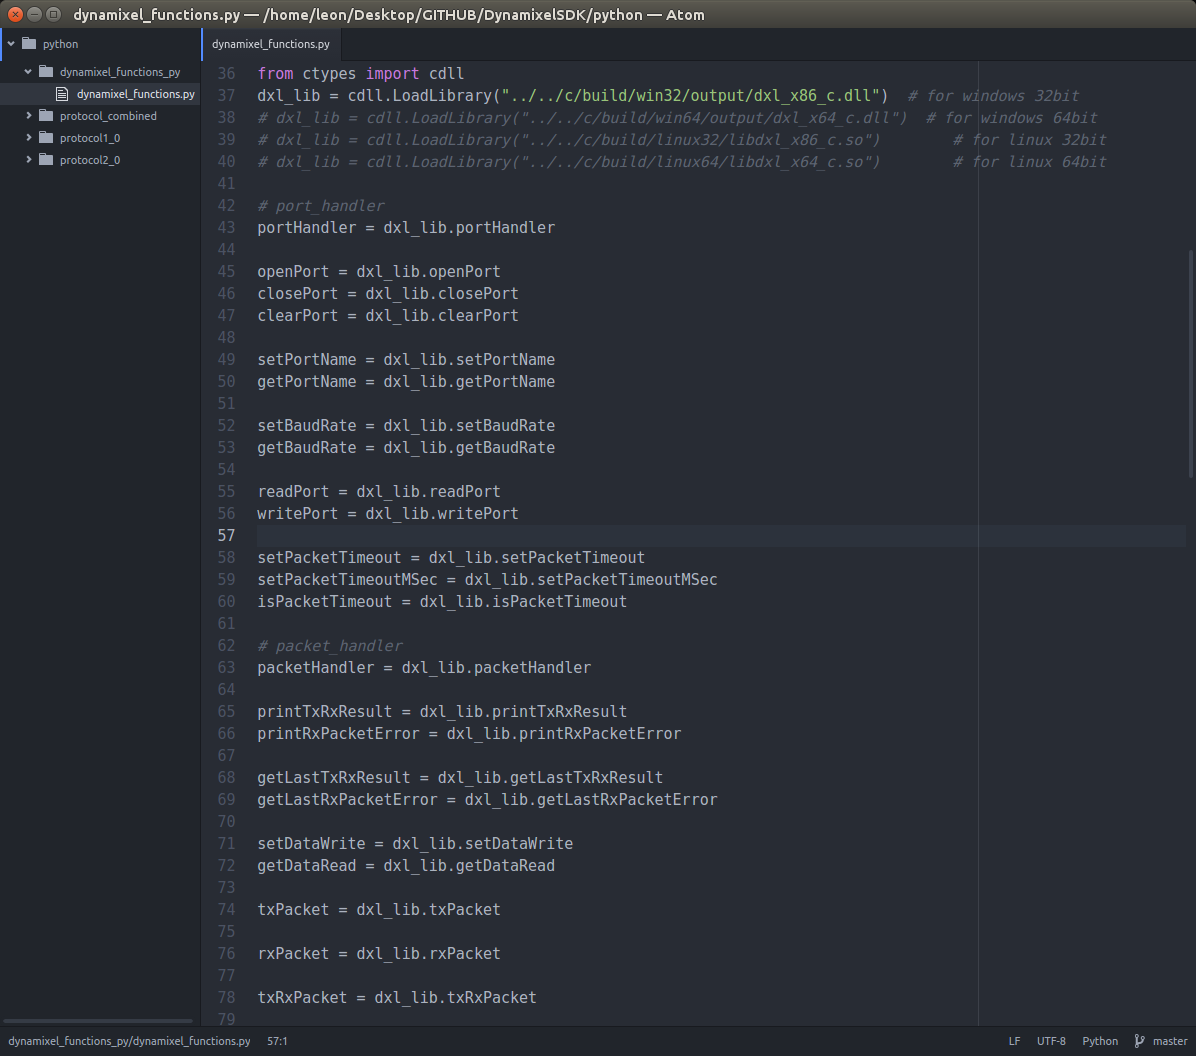 dynamixel_functions.py — /home/leon/Desktop/GITHUB/DynamixelSDK/python — Atom
python
dynamixel_functions_py
dynamixel_functions.py
protocol_combined
protocol1_0
protocol2_0
dynamixel_functions.py
36 from ctypes import cdll
37 dxl_lib = cdll.LoadLibrary("../../c/build/win32/output/dxl_x86_c.dll")  # for windows 32bit
38 # dxl_lib = cdll.LoadLibrary("../../c/build/win64/output/dxl_x64_c.dll")  # for windows 64bit
39 # dxl_lib = cdll.LoadLibrary("../../c/build/linux32/libdxl_x86_c.so")        # for linux 32bit
40 # dxl_lib = cdll.LoadLibrary("../../c/build/linux64/libdxl_x64_c.so")        # for linux 64bit
41
42 # port_handler
43 portHandler = dxl_lib.portHandler
44
45 openPort = dxl_lib.openPort
46 closePort = dxl_lib.closePort
47 clearPort = dxl_lib.clearPort
48
49 setPortName = dxl_lib.setPortName
50 getPortName = dxl_lib.getPortName
51
52 setBaudRate = dxl_lib.setBaudRate
53 getBaudRate = dxl_lib.getBaudRate
54
55 readPort = dxl_lib.readPort
56 writePort = dxl_lib.writePort
57
58 setPacketTimeout = dxl_lib.setPacketTimeout
59 setPacketTimeoutMSec = dxl_lib.setPacketTimeoutMSec
60 isPacketTimeout = dxl_lib.isPacketTimeout
61
62 # packet_handler
63 packetHandler = dxl_lib.packetHandler
64
65 printTxRxResult = dxl_lib.printTxRxResult
66 printRxPacketError = dxl_lib.printRxPacketError
67
68 getLastTxRxResult = dxl_lib.getLastTxRxResult
69 getLastRxPacketError = dxl_lib.getLastRxPacketError
70
71 setDataWrite = dxl_lib.setDataWrite
72 getDataRead = dxl_lib.getDataRead
73
74 txPacket = dxl_lib.txPacket
75
76 rxPacket = dxl_lib.rxPacket
77
78 txRxPacket = dxl_lib.txRxPacket
79
dynamixel_functions_py/dynamixel_functions.py 57:1 LF UTF-8 Python master